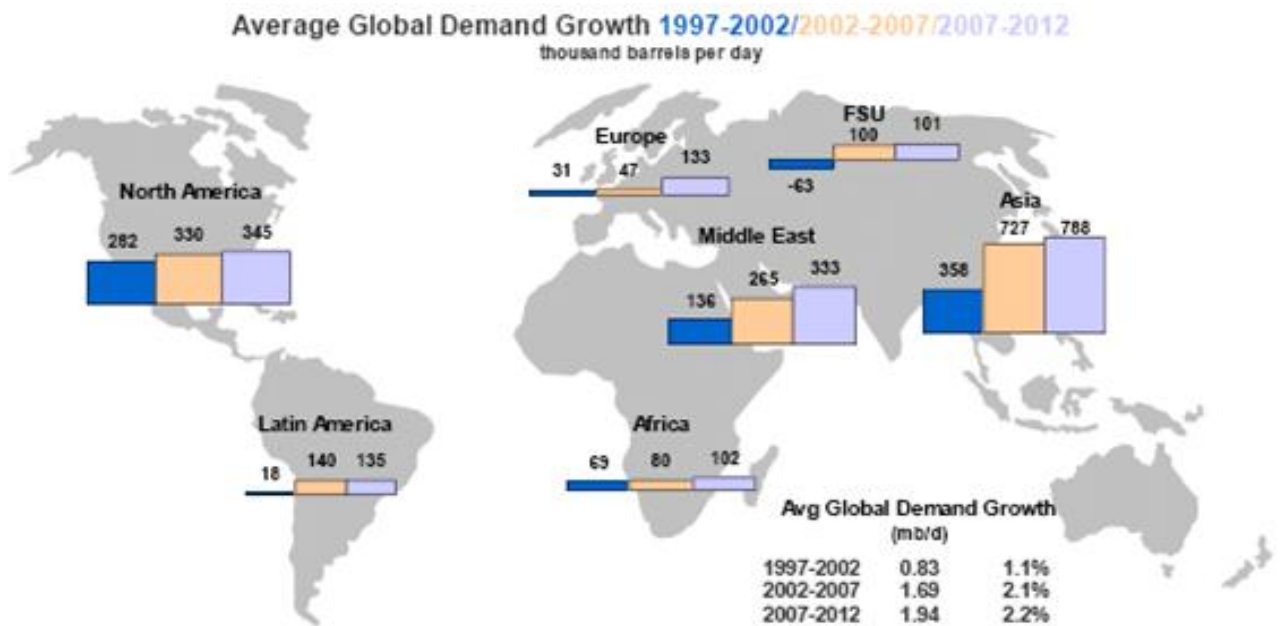 Average Global Demand Growth 1997-2002/2002-2007/2007-2012
thousand barrels per day
North America
282 330 345
Latin America
18 140 135
Europe
31 47 133
FSU
-63 100 101
Middle East
136 265 333
Asia
358 727 788
Africa
69 80 102
Avg Global Demand Growth
(mb/d)
1997-2002 0.83 1.1%
2002-2007 1.69 2.1%
2007-2012 1.94 2.2%